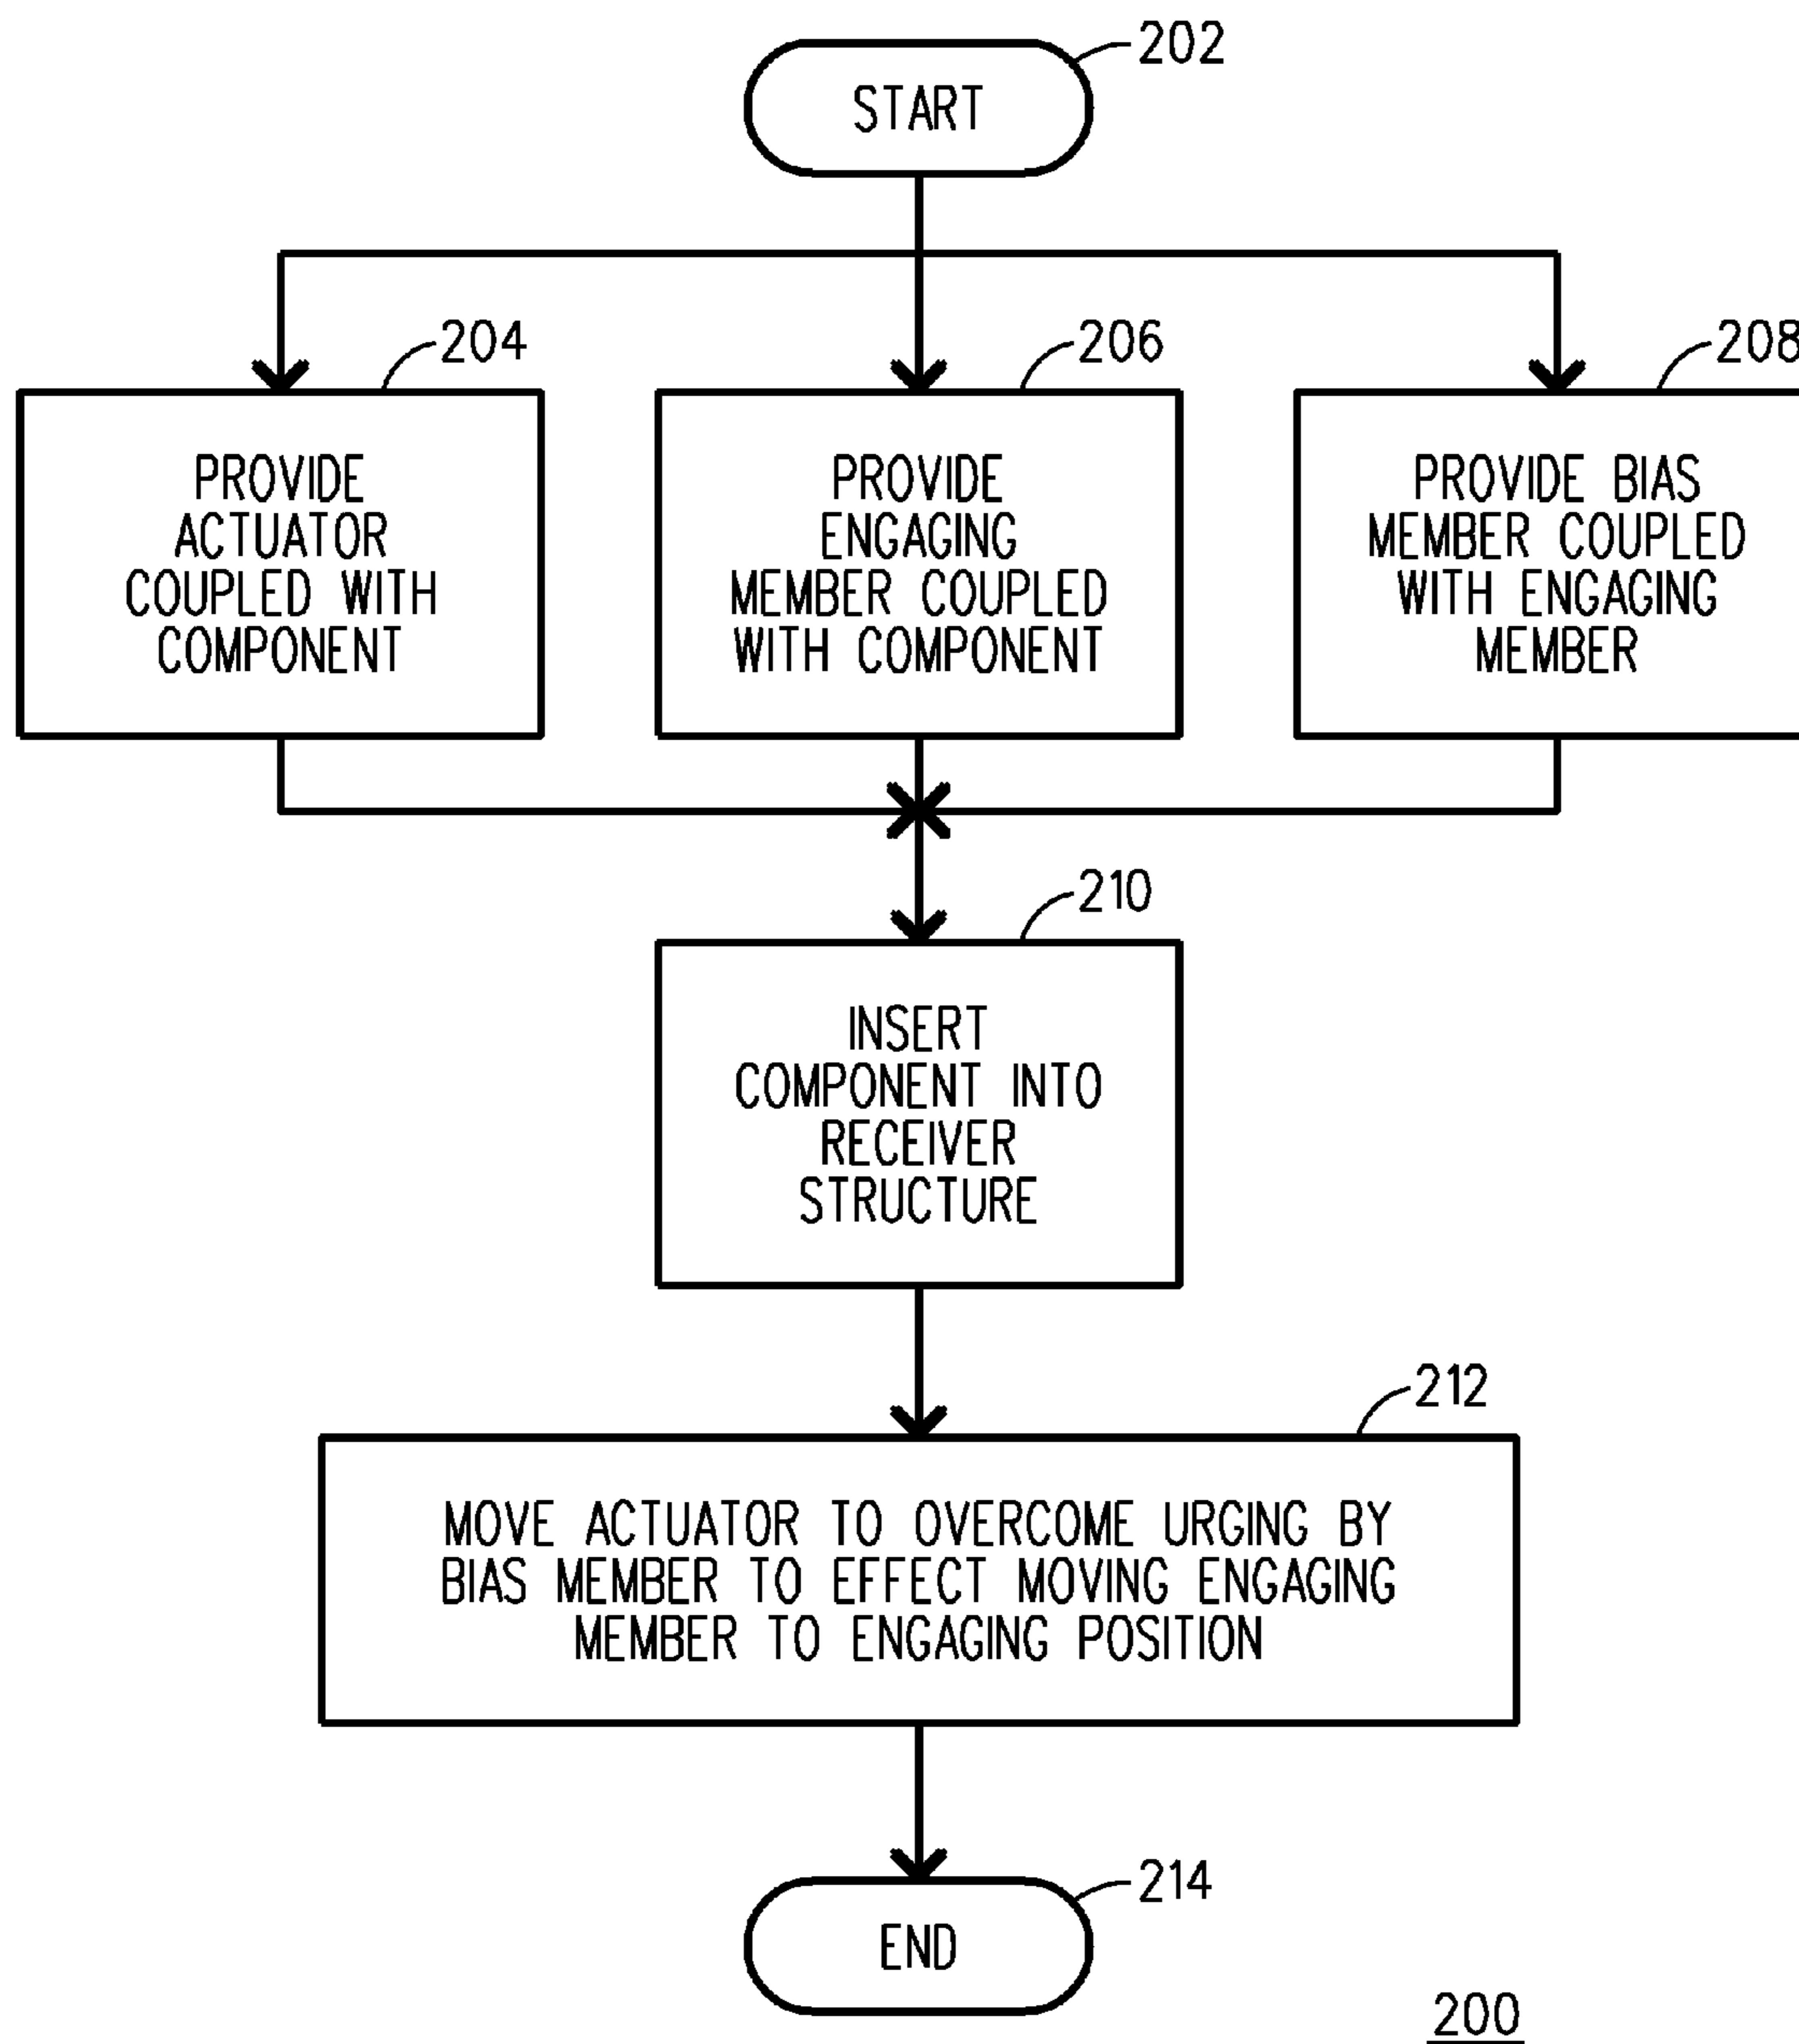 202
START
204
206
208
PROVIDE
ACTUATOR
COUPLED WITH
COMPONENT
PROVIDE
ENGAGING
MEMBER COUPLED
WITH COMPONENT
PROVIDE BIAS
MEMBER COUPLED
WITH ENGAGING
MEMBER
210
INSERT
COMPONENT INTO
RECEIVER
STRUCTURE
212
MOVE ACTUATOR TO OVERCOME URGING BY
BIAS MEMBER TO EFFECT MOVING ENGAGING
MEMBER TO ENGAGING POSITION
214
END
200